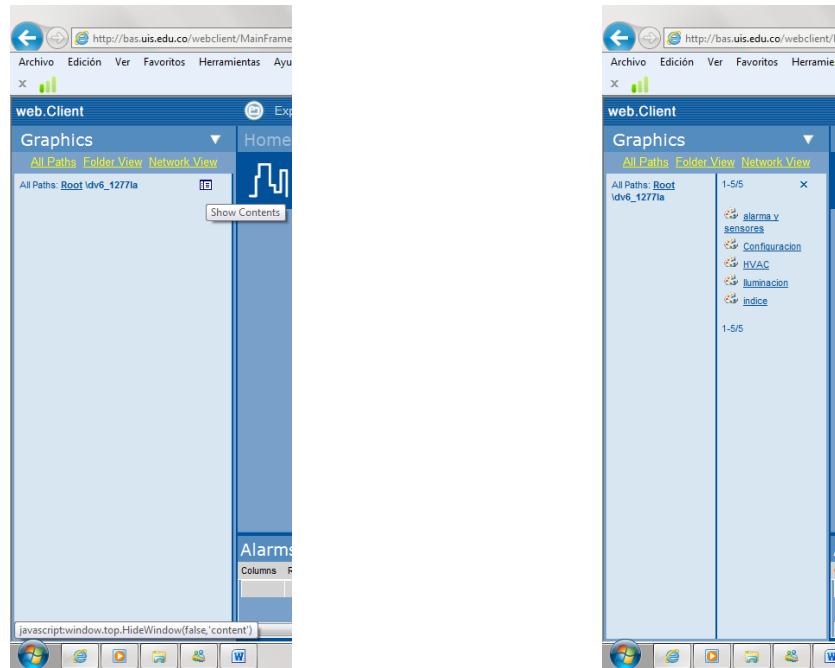 http://bas.uis.edu.co/webclient/MainFrame
Archivo Edición Ver Favoritos Herramientas Ayu
x
web.Client Exp
Graphics Home
All Paths Folder View Network View
All Paths: Root \dv6_1277la
Show Contents
Alarms
Columns R
javascript:window.top.HideWindow(false,'content')
http://bas.uis.edu.co/webclient/
Archivo Edición Ver Favoritos Herramie
x
web.Client
Graphics
All Paths Folder View Network View
All Paths: Root
\dv6_1277la
1-5/5 x
alarma y
sensores
Configuracion
HVAC
Iluminacion
indice
1-5/5